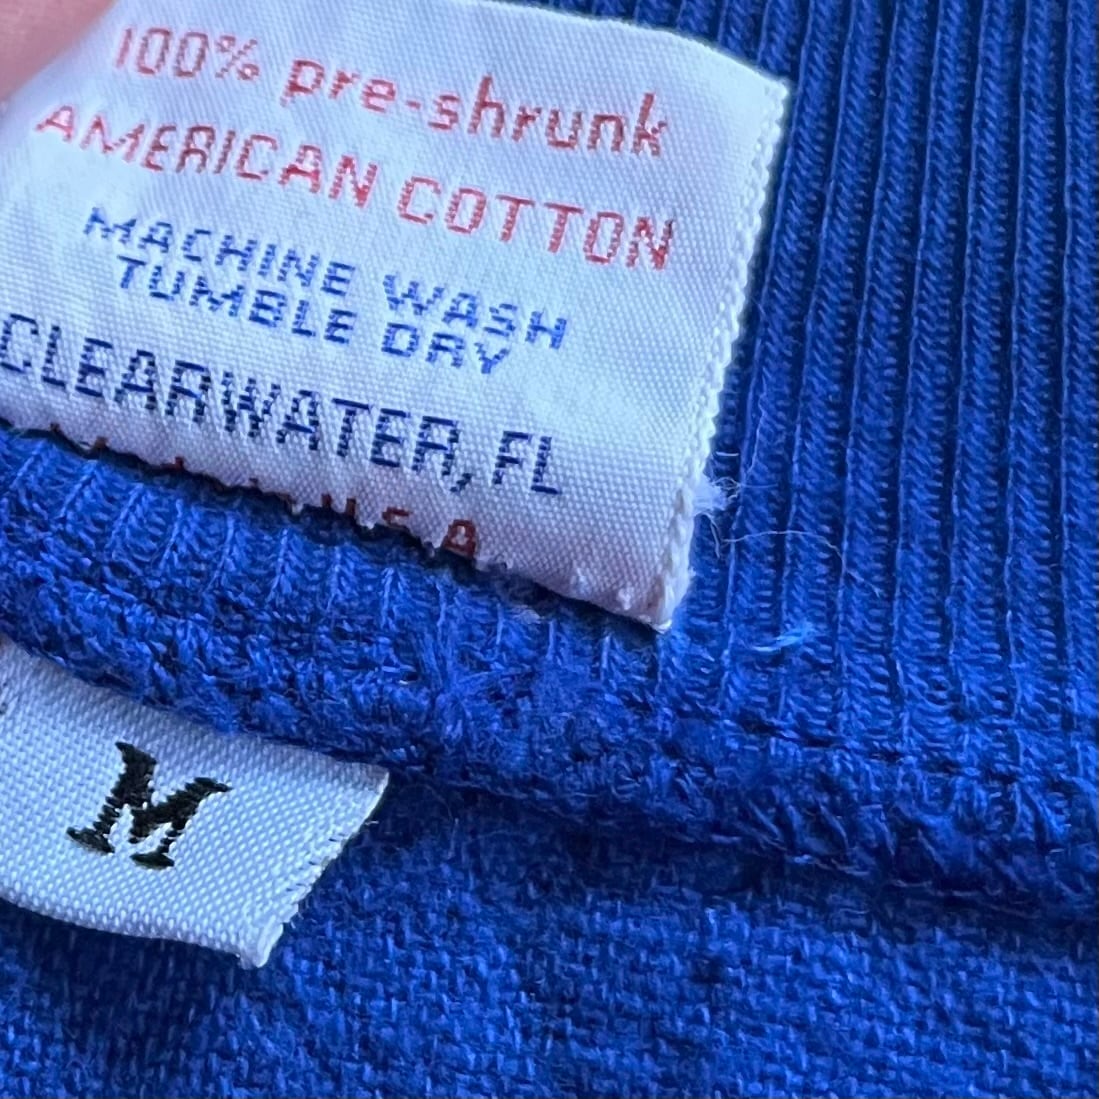 100% pre-shrunk
AMERICAN COTTON
MACHINE WASH
TUMBLE DRY
CLEARWATER, FL
U.S.A
M